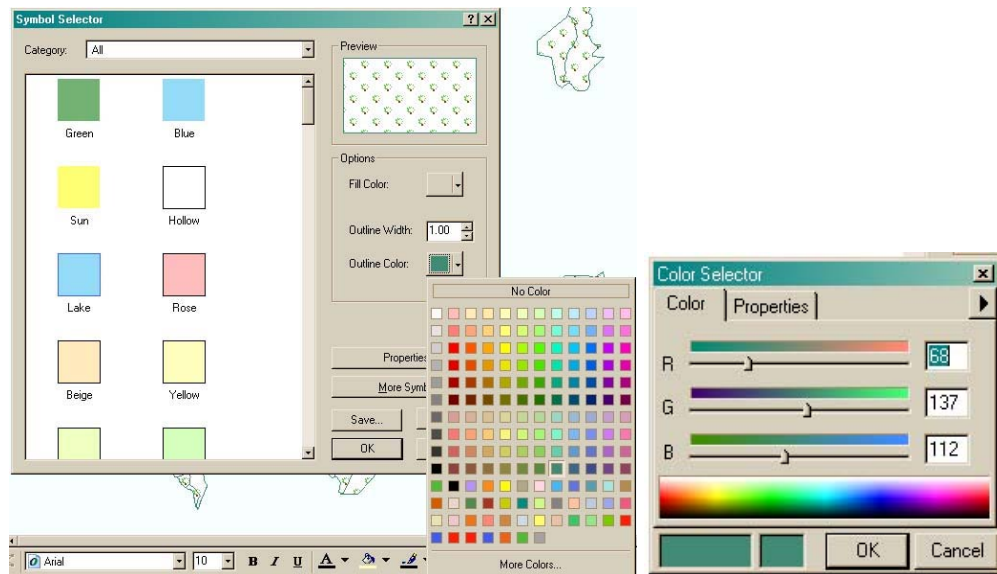 Symbol Selector
Category: All
Preview
Green Blue
Options
Fill Color:
Sun Hollow
Outline Width: 1.00
Outline Color:
Lake Rose
No Color
Properties
Beige Yellow
More Symb
Save...
OK
Arial 10 B I U A
More Colors...
Color Selector
Color Properties
R 68
G 137
B 112
OK Cancel